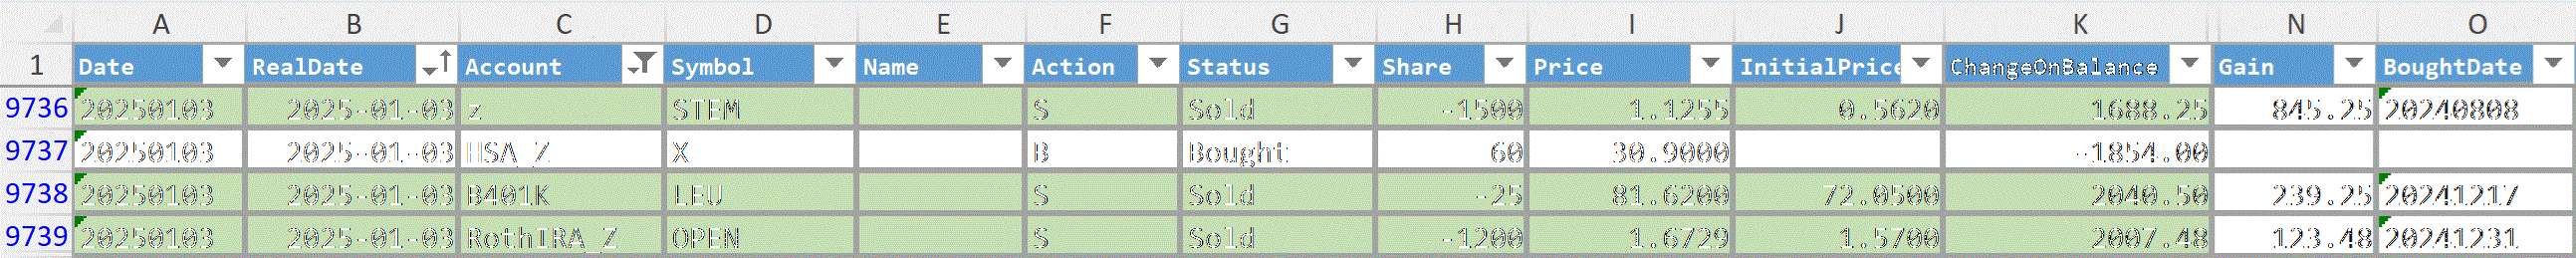 A B C D E F G H I J K N O
1 Date RealDate Account Symbol Name Action Status Share Price InitialPrice ChangeOnBalance Gain BoughtDate
9736 20250103 2025-01-03 z STEM S Sold -1500 1.1255 0.5620 1688.25 845.25 20240808
9737 20250103 2025-01-03 HSA_Z X B Bought 60 30.9000 -1854.00
9738 20250103 2025-01-03 B401K LEU S Sold -25 81.6200 72.0500 2040.50 239.25 20241217
9739 20250103 2025-01-03 RothIRA_Z OPEN S Sold -1200 1.6729 1.5700 2007.48 123.48 20241231